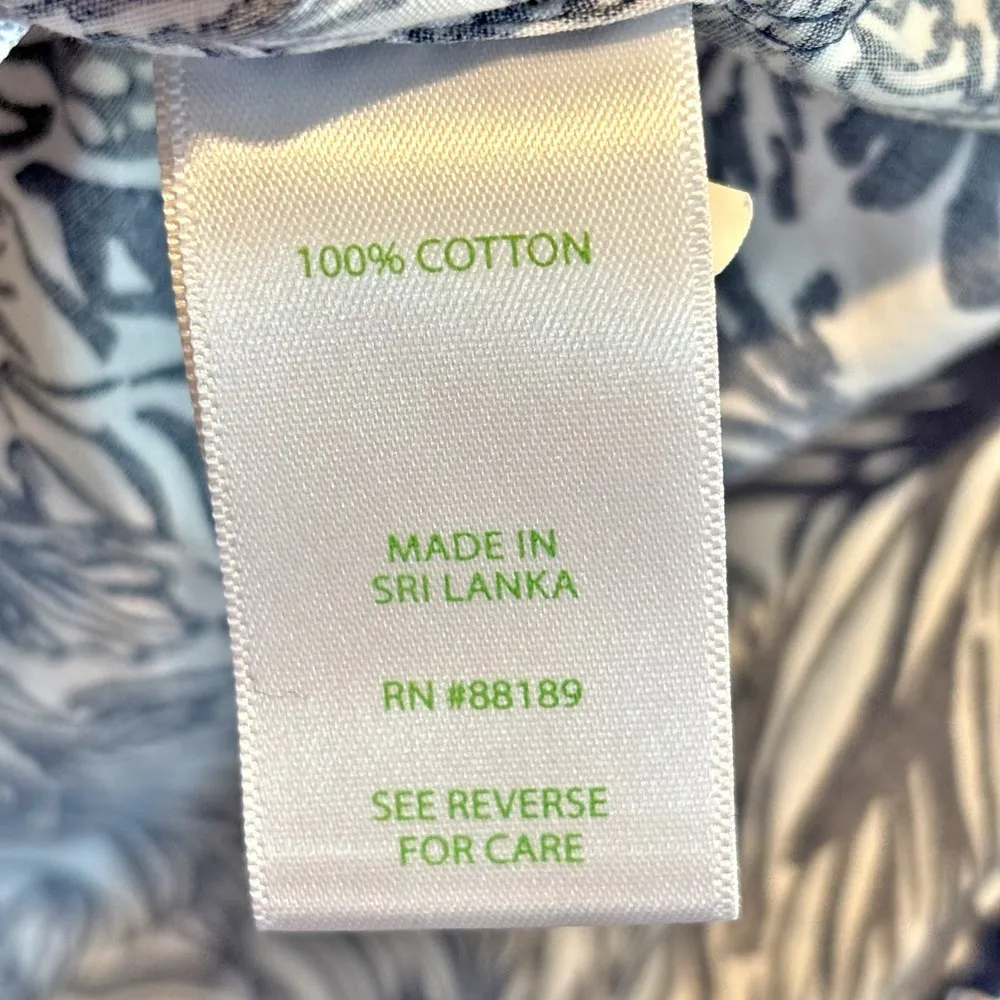 100% COTTON
MADE IN
SRI LANKA
RN #88189
SEE REVERSE
FOR CARE